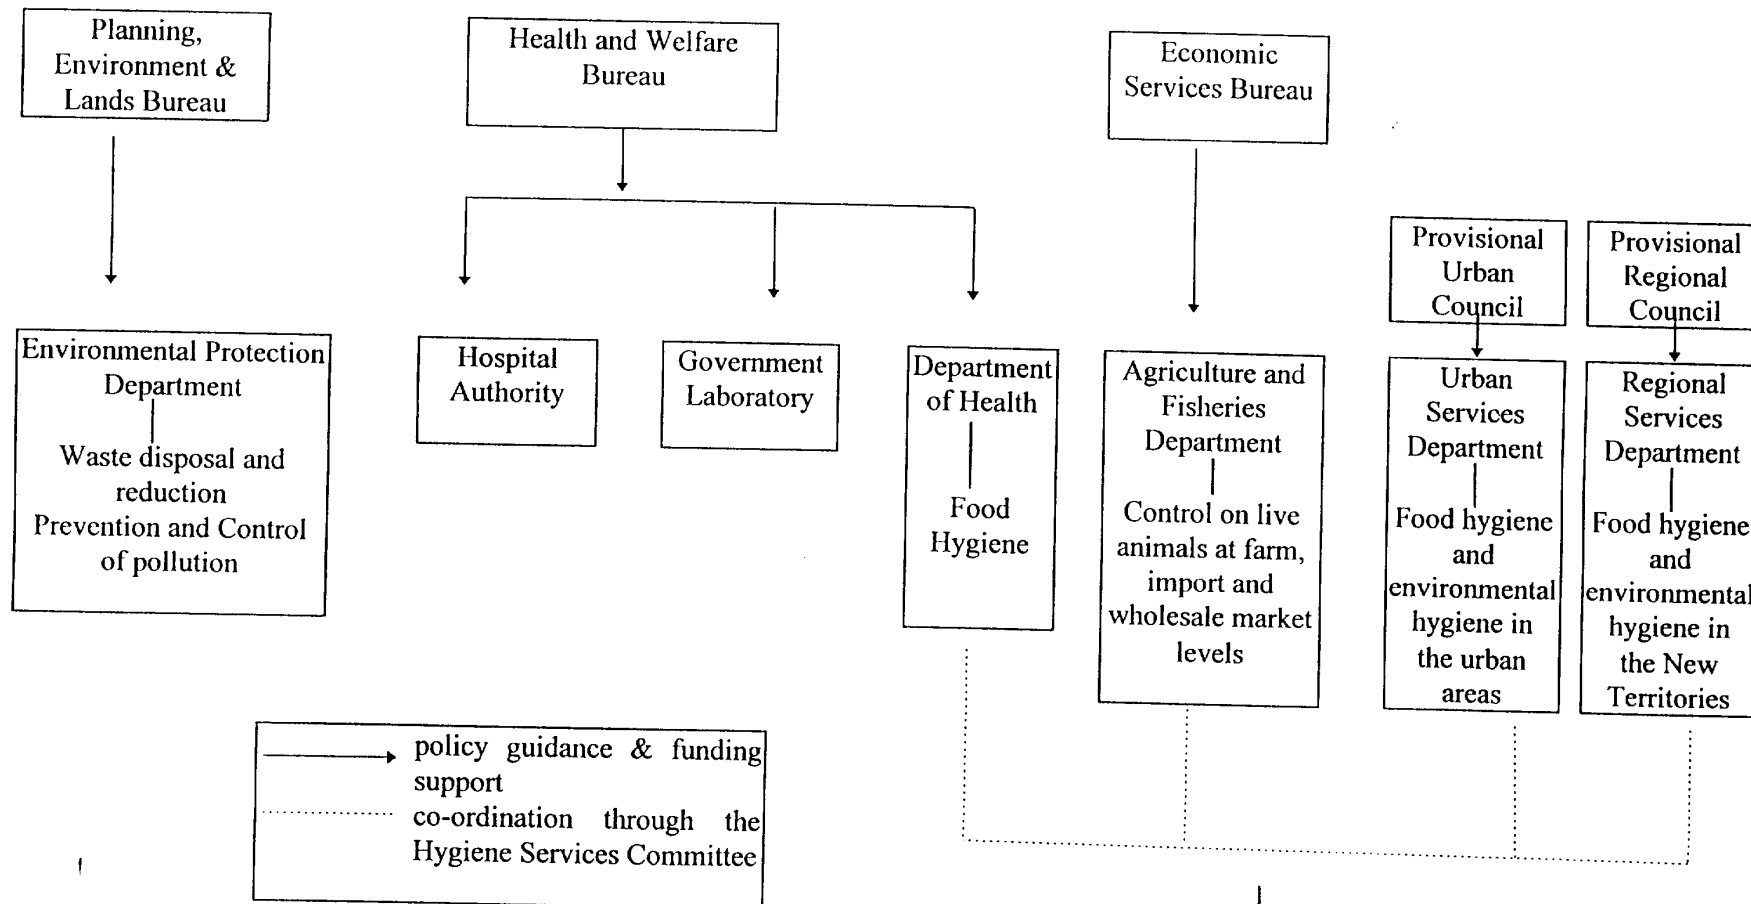 Planning,
Environment &
Lands Bureau
Health and Welfare
Bureau
Economic
Services Bureau
Provisional
Urban
Council
Provisional
Regional
Council
Environmental Protection
Department
Waste disposal and
reduction
Prevention and Control
of pollution
Hospital
Authority
Government
Laboratory
Department
of Health
Food
Hygiene
Agriculture and
Fisheries
Department
Control on live
animals at farm,
import and
wholesale market
levels
Urban
Services
Department
Food hygiene
and
environmental
hygiene in
the urban
areas
Regional
Services
Department
Food hygiene
and
environmental
hygiene in
the New
Territories
policy guidance & funding
support
co-ordination through the
Hygiene Services Committee